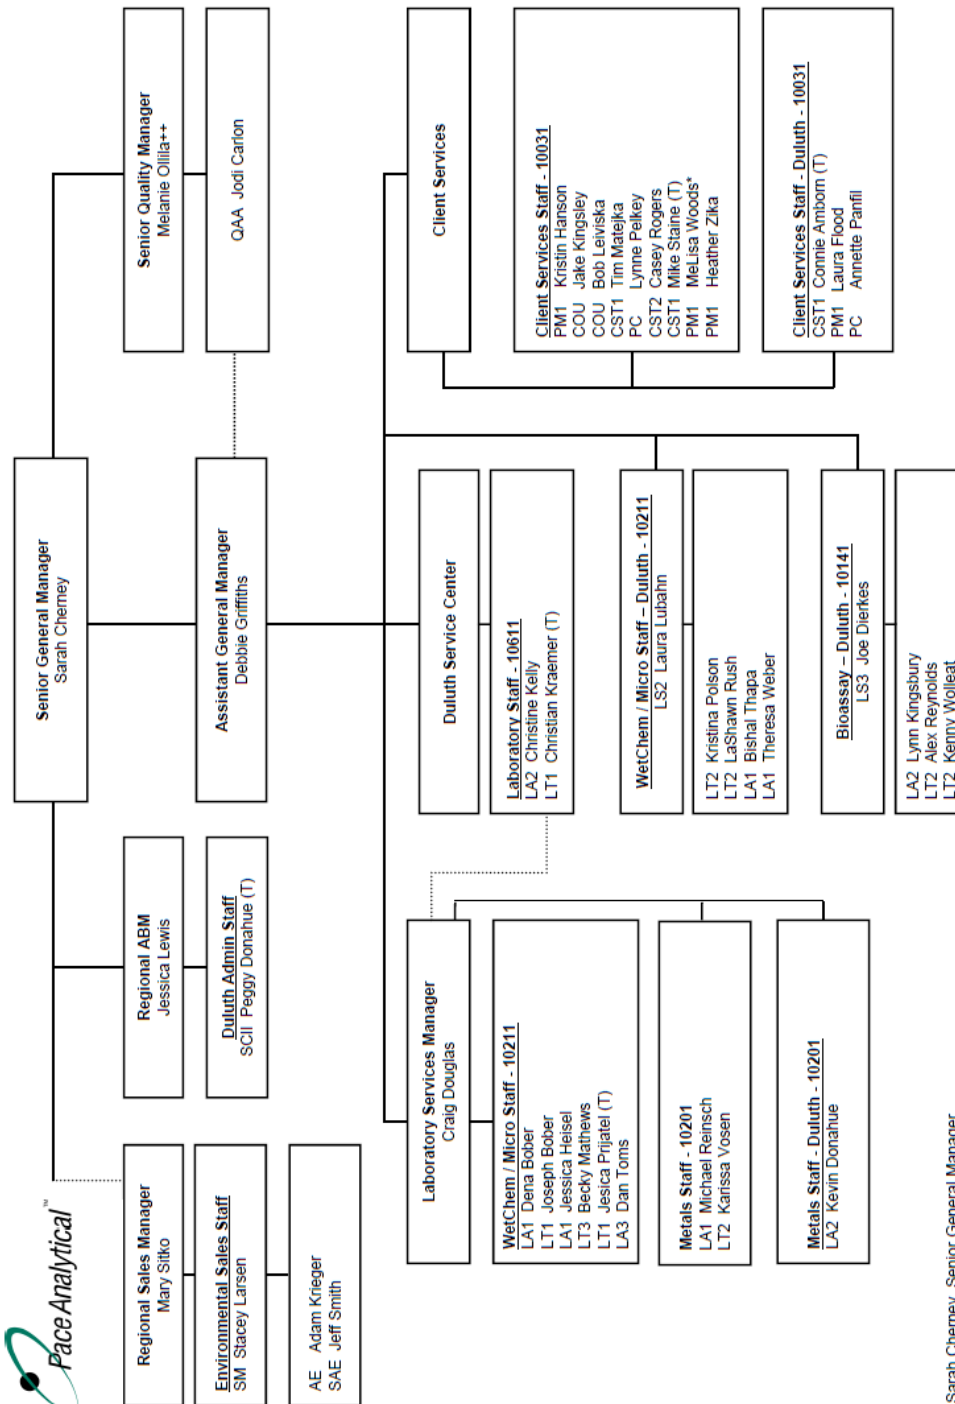 Pace Analytical™
Senior General Manager
Sarah Cherney
Regional Sales Manager
Mary Sitko
Environmental Sales Staff
SM Stacey Larsen
AE Adam Krieger
SAE Jeff Smith
Regional ABM
Jessica Lewis
Duluth Admin Staff
SCII Peggy Donahue (T)
Assistant General Manager
Debbie Griffiths
Senior Quality Manager
Melanie Ollila++
QAA Jodi Carlon
Laboratory Services Manager
Craig Douglas
WetChem / Micro Staff - 10211
LA1 Dena Bober
LT1 Joseph Bober
LA1 Jessica Heisel
LT3 Becky Mathews
LT1 Jesica Prijatel (T)
LA3 Dan Toms
Metals Staff - 10201
LA1 Michael Reinsch
LT2 Karissa Vosen
Metals Staff - Duluth - 10201
LA2 Kevin Donahue
Duluth Service Center
Laboratory Staff - 10611
LA2 Christine Kelly
LT1 Christian Kraemer (T)
WetChem / Micro Staff – Duluth - 10211
LS2 Laura Lubahn
LT2 Kristina Polson
LT2 LaShawn Rush
LA1 Bishal Thapa
LA1 Theresa Weber
Bioassay – Duluth - 10141
LS3 Joe Dierkes
LA2 Lynn Kingsbury
LT2 Alex Reynolds
LT2 Kenny Wolleat
Client Services
Client Services Staff - 10031
PM1 Kristin Hanson
COU Jake Kingsley
COU Bob Leiviska
CST1 Tim Matejka
PC Lynne Pelkey
CST2 Casey Rogers
CST1 Mike Staine (T)
PM1 MeLisa Woods*
PM1 Heather Zika
Client Services Staff - Duluth - 10031
CST1 Connie Amborn (T)
PM1 Laura Flood
PC Annette Panfil
Sarah Cherney, Senior General Manager